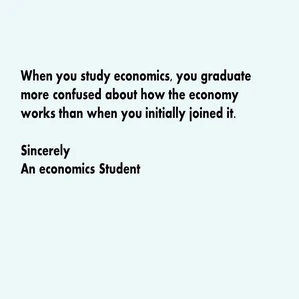 When you study economics, you graduate
more confused about how the economy
works than when you initially joined it.
Sincerely
An economics Student